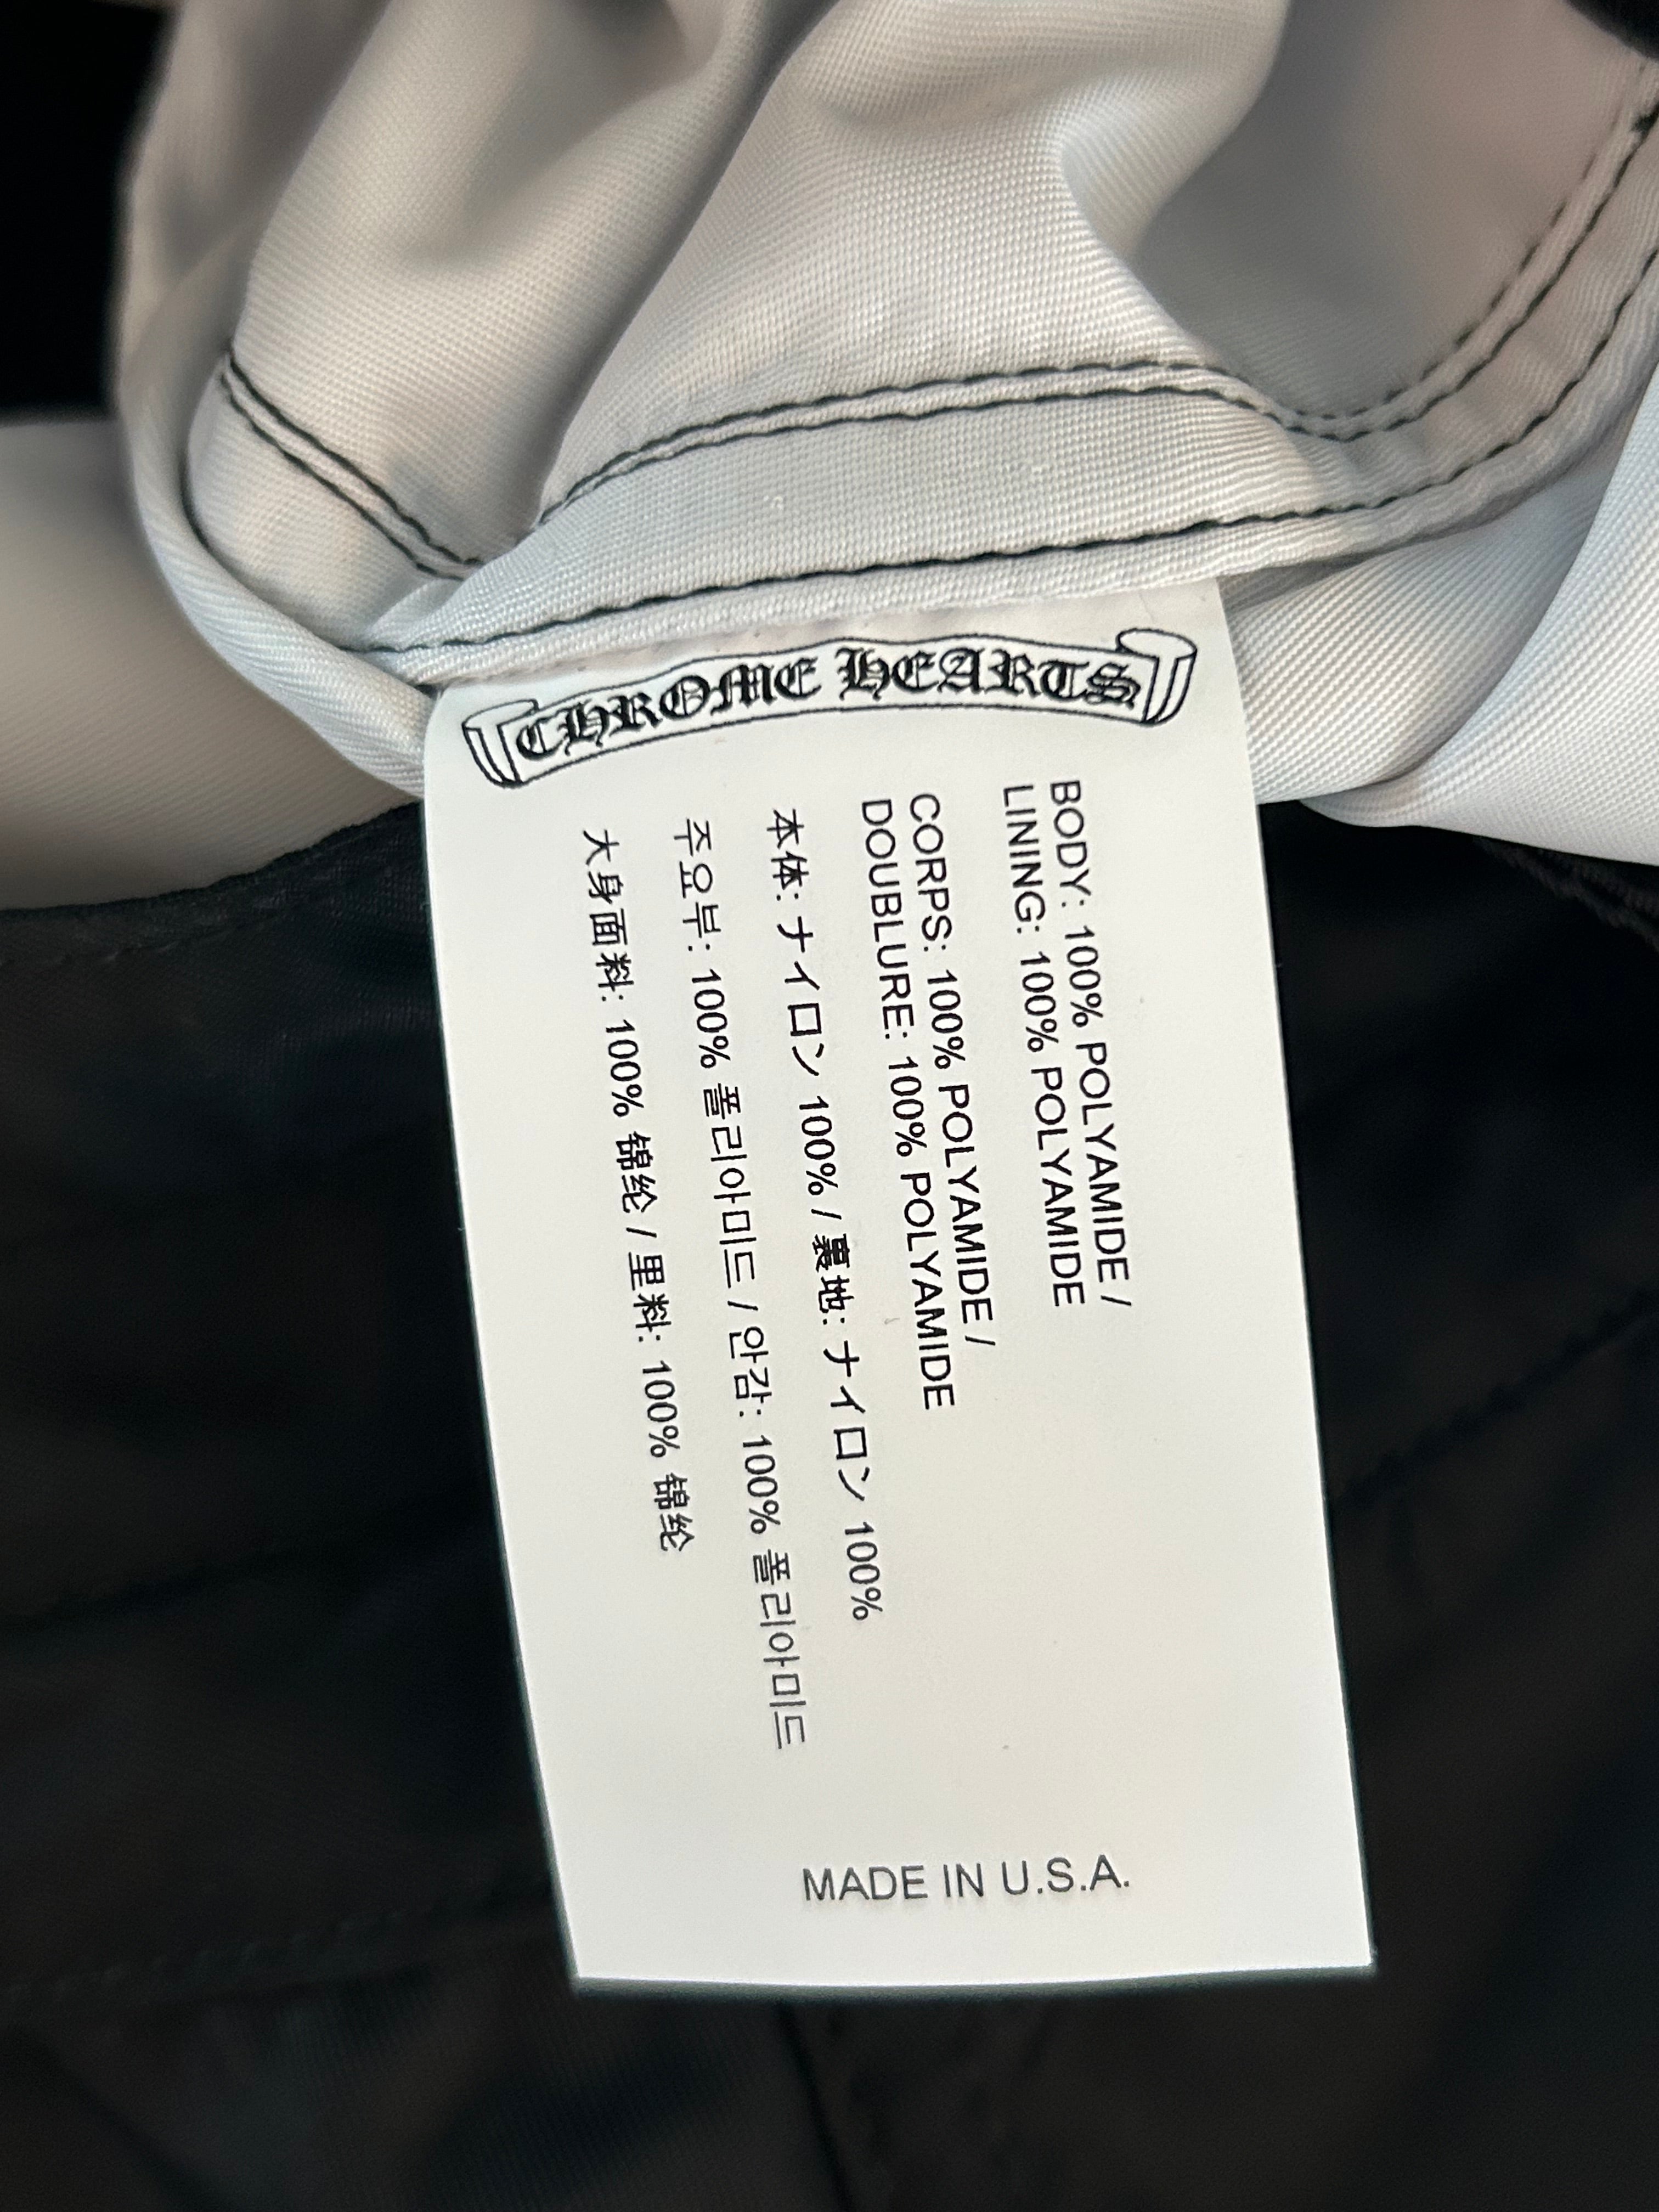 CHROME HEARTS
BODY: 100% POLYAMIDE /
LINING: 100% POLYAMIDE
CORPS: 100% POLYAMIDE /
DOUBLURE: 100% POLYAMIDE
本体: ナイロン 100% / 裏地: ナイロン 100%
주요부: 100% 폴리아미드 / 안감: 100% 폴리아미드
大身面料: 100% 锦纶 / 里料: 100% 锦纶
MADE IN U.S.A.